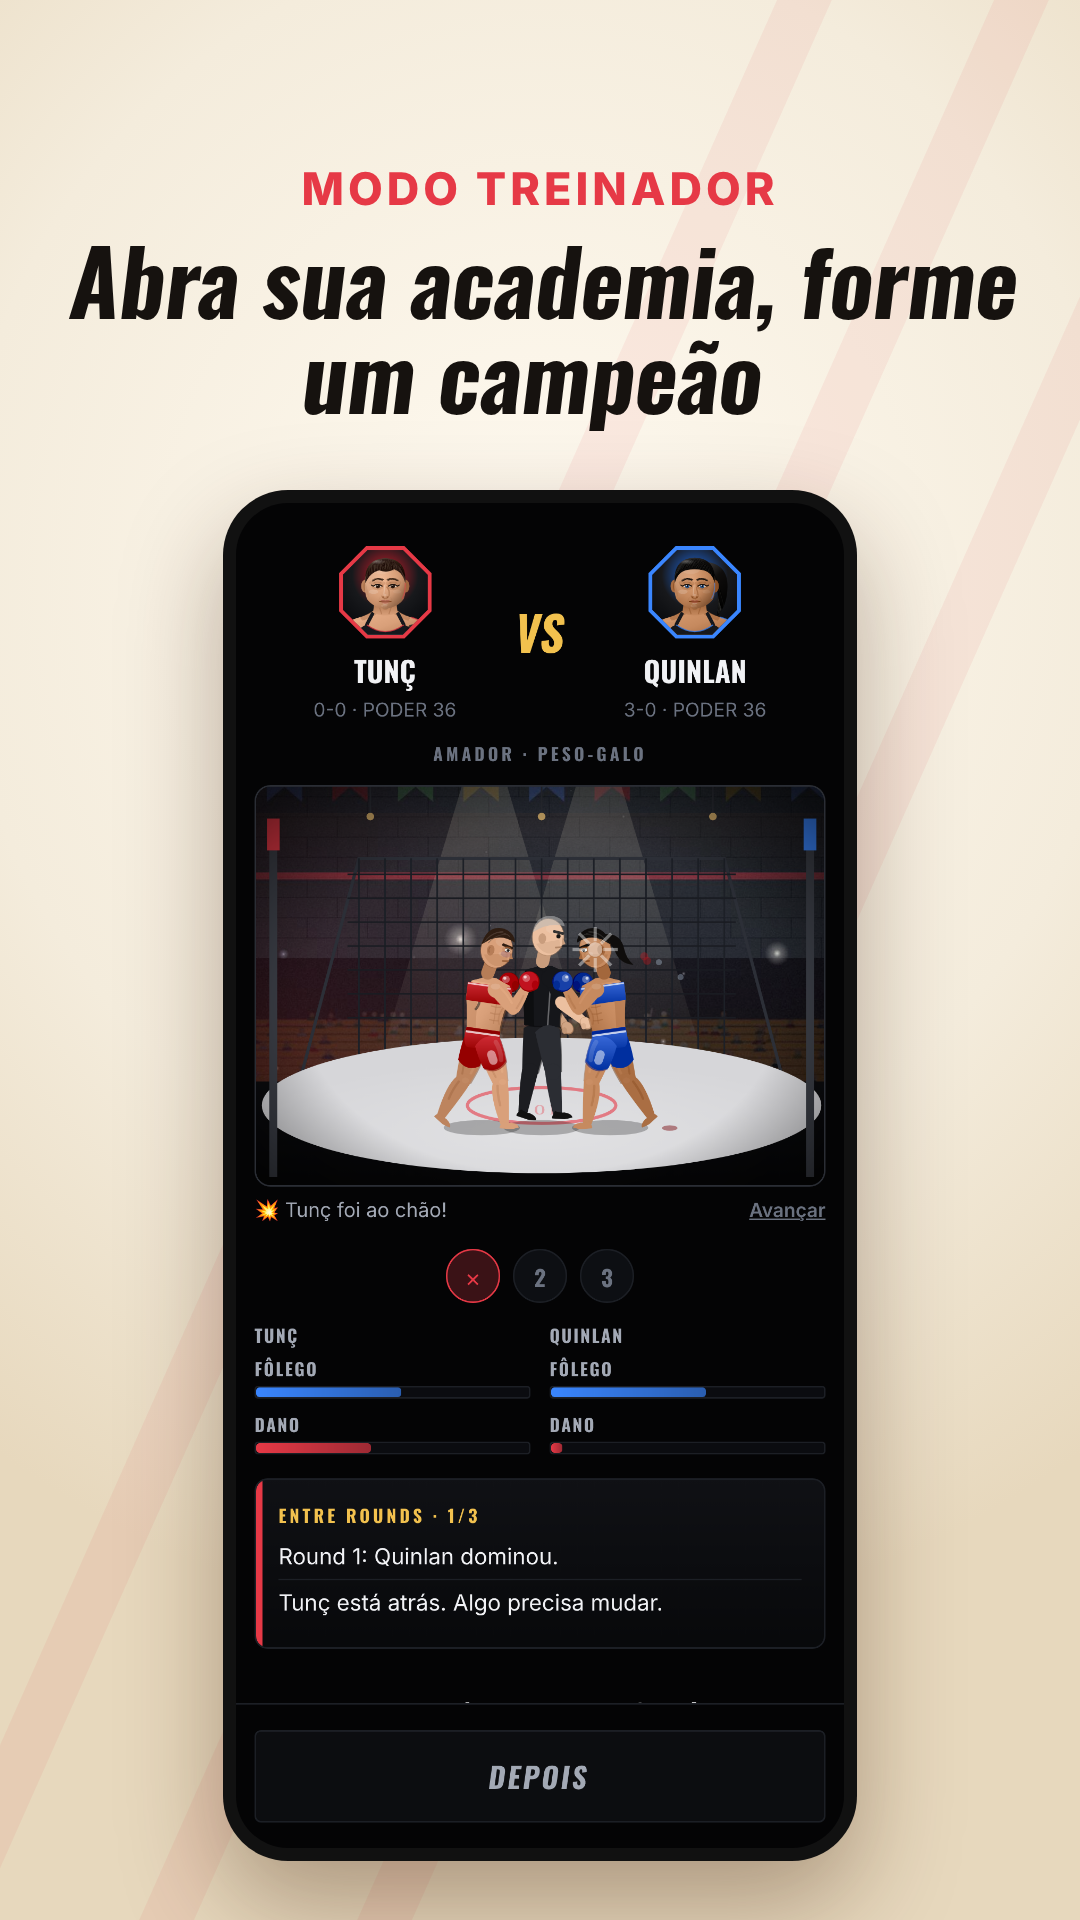 MODO TREINADOR
Abra sua academia, forme
um campeão
VS
TUNÇ
QUINLAN
0-0 · PODER 36
3-0 · PODER 36
AMADOR · PESO-GALO
💥 Tunç foi ao chão!
Avançar
× 2 3
TUNÇ
QUINLAN
FÔLEGO
FÔLEGO
DANO
DANO
ENTRE ROUNDS · 1/3
Round 1: Quinlan dominou.
Tunç está atrás. Algo precisa mudar.
DEPOIS